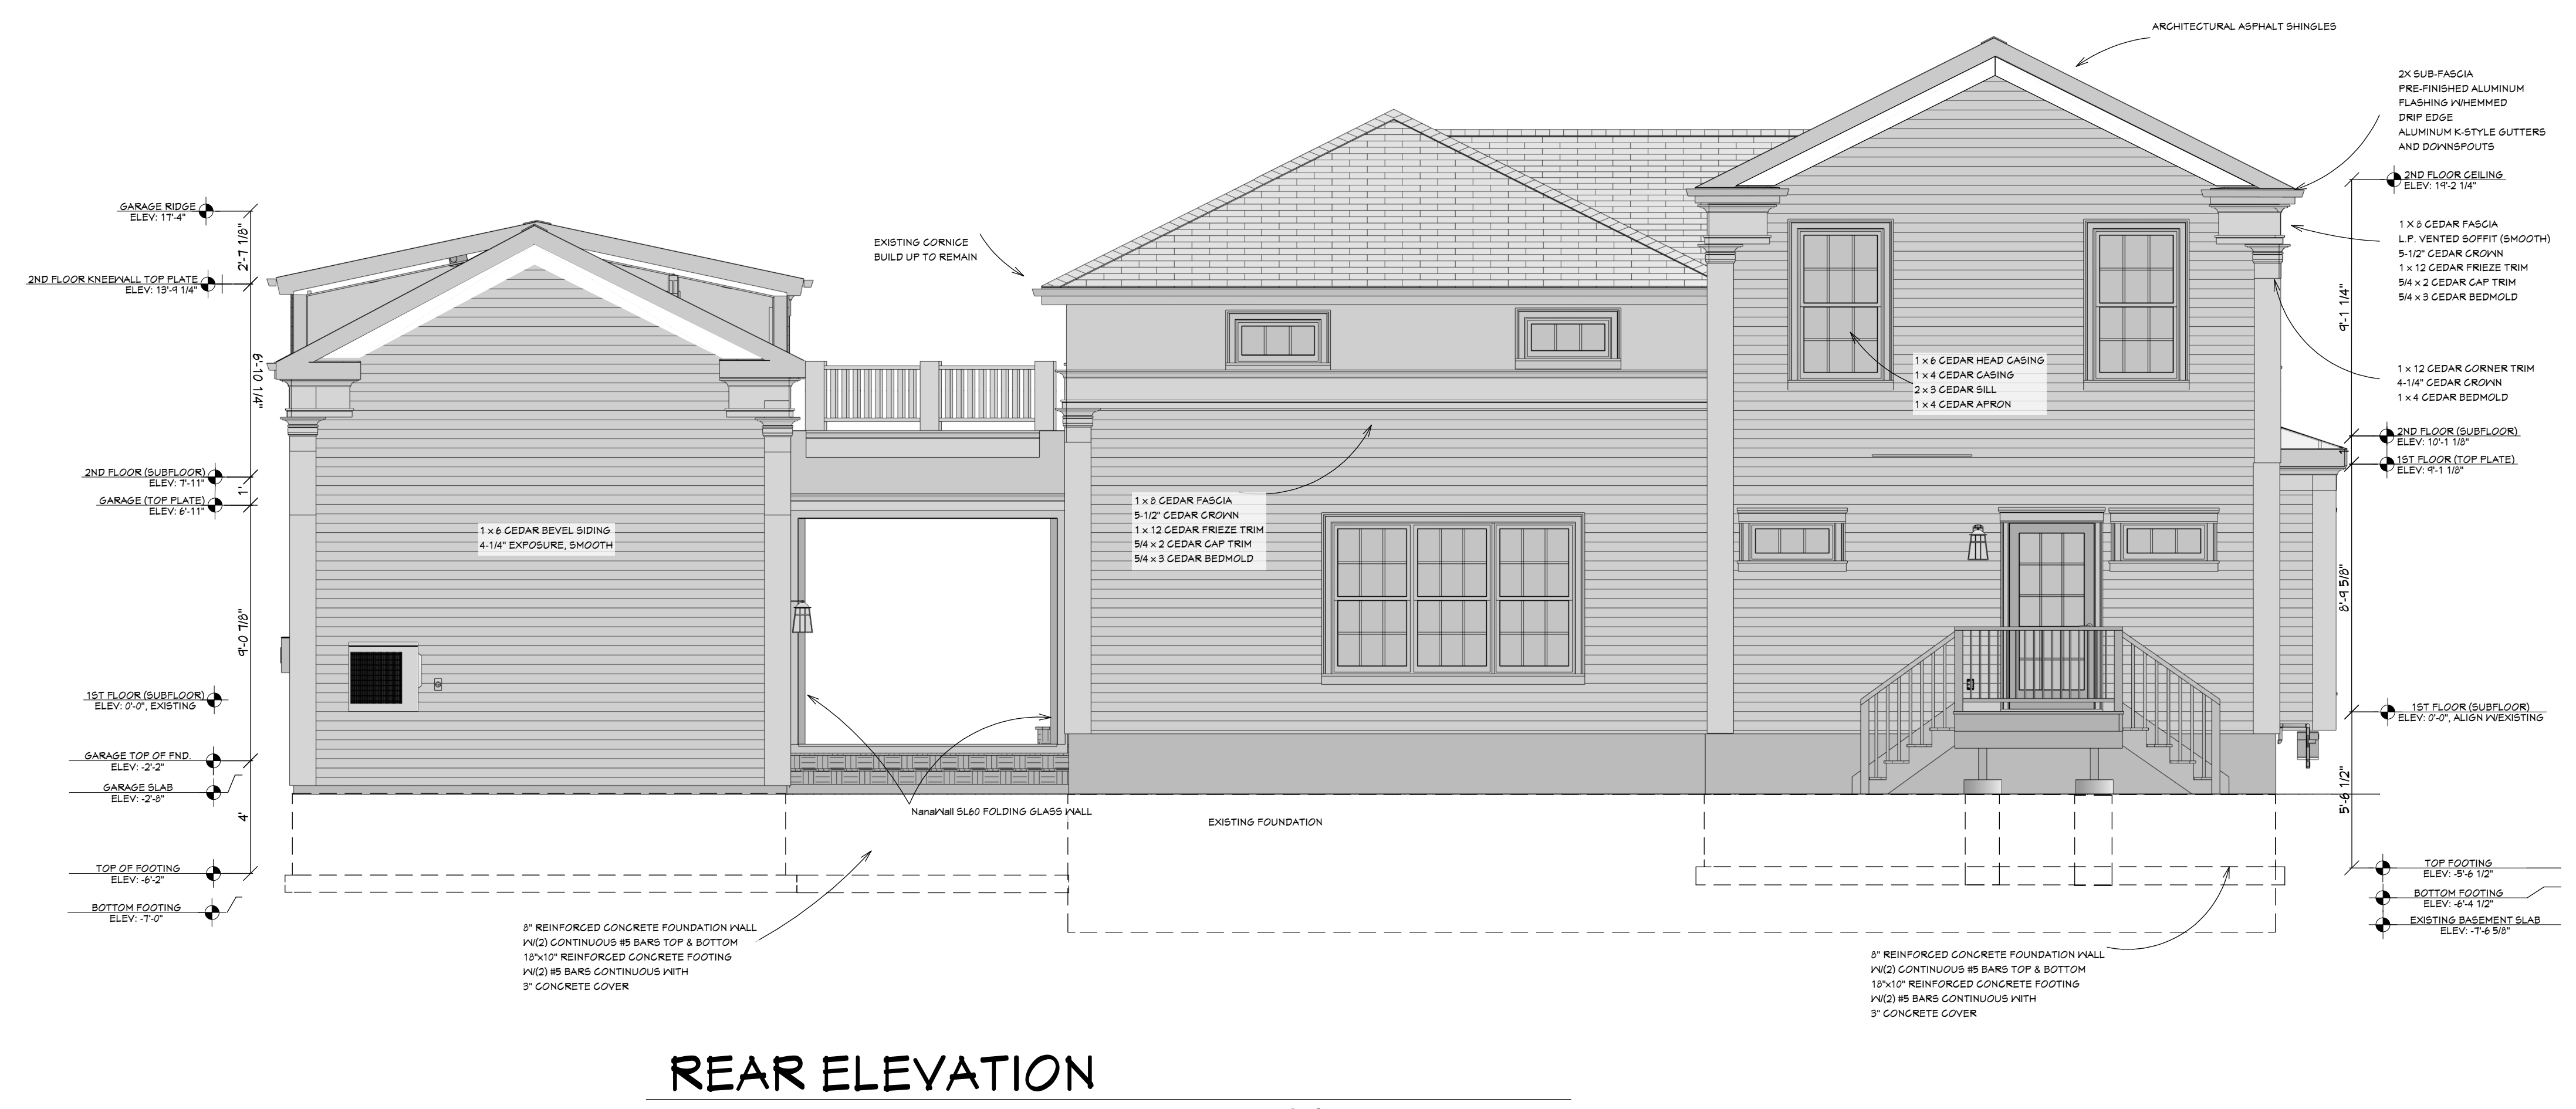 ARCHITECTURAL ASPHALT SHINGLES
2X SUB-FASCIA
PRE-FINISHED ALUMINUM
FLASHING W/HEMMED
DRIP EDGE
ALUMINUM K-STYLE GUTTERS
AND DOWNSPOUTS
2ND FLOOR CEILING
ELEV: 19'-2 1/4"
1 X 8 CEDAR FASCIA
L.P. VENTED SOFFIT (SMOOTH)
5-1/2" CEDAR CROWN
1 x 12 CEDAR FRIEZE TRIM
5/4 x 2 CEDAR CAP TRIM
5/4 x 3 CEDAR BEDMOLD
9'-1 1/4"
1 x 12 CEDAR CORNER TRIM
4-1/4" CEDAR CROWN
1 x 4 CEDAR BEDMOLD
2ND FLOOR (SUBFLOOR)
ELEV: 10'-1 1/8"
1ST FLOOR (TOP PLATE)
ELEV: 9'-1 1/8"
8'-9 5/8"
1ST FLOOR (SUBFLOOR)
ELEV: 0'-0", ALIGN W/EXISTING
5'-6 1/2"
TOP FOOTING
ELEV: -5'-6 1/2"
BOTTOM FOOTING
ELEV: -6'-4 1/2"
EXISTING BASEMENT SLAB
ELEV: -7'-6 5/8"
GARAGE RIDGE
ELEV: 17'-4"
2'-7 1/8"
2ND FLOOR KNEEWALL TOP PLATE
ELEV: 13'-9 1/4"
6'-10 1/4"
2ND FLOOR (SUBFLOOR)
ELEV: 7'-11"
1'
GARAGE (TOP PLATE)
ELEV: 6'-11"
9'-0 7/8"
1ST FLOOR (SUBFLOOR)
ELEV: 0'-0", EXISTING
GARAGE TOP OF FND.
ELEV: -2'-2"
GARAGE SLAB
ELEV: -2'-8"
4'
TOP OF FOOTING
ELEV: -6'-2"
BOTTOM FOOTING
ELEV: -7'-0"
EXISTING CORNICE
BUILD UP TO REMAIN
1 x 6 CEDAR HEAD CASING
1 x 4 CEDAR CASING
2 x 3 CEDAR SILL
1 x 4 CEDAR APRON
1 x 8 CEDAR FASCIA
5-1/2" CEDAR CROWN
1 x 12 CEDAR FRIEZE TRIM
5/4 x 2 CEDAR CAP TRIM
5/4 x 3 CEDAR BEDMOLD
1 x 6 CEDAR BEVEL SIDING
4-1/4" EXPOSURE, SMOOTH
NanaWall SL60 FOLDING GLASS WALL
EXISTING FOUNDATION
8" REINFORCED CONCRETE FOUNDATION WALL
W/(2) CONTINUOUS #5 BARS TOP & BOTTOM
18"x10" REINFORCED CONCRETE FOOTING
W/(2) #5 BARS CONTINUOUS WITH
3" CONCRETE COVER
8" REINFORCED CONCRETE FOUNDATION WALL
W/(2) CONTINUOUS #5 BARS TOP & BOTTOM
18"x10" REINFORCED CONCRETE FOOTING
W/(2) #5 BARS CONTINUOUS WITH
3" CONCRETE COVER
REAR ELEVATION